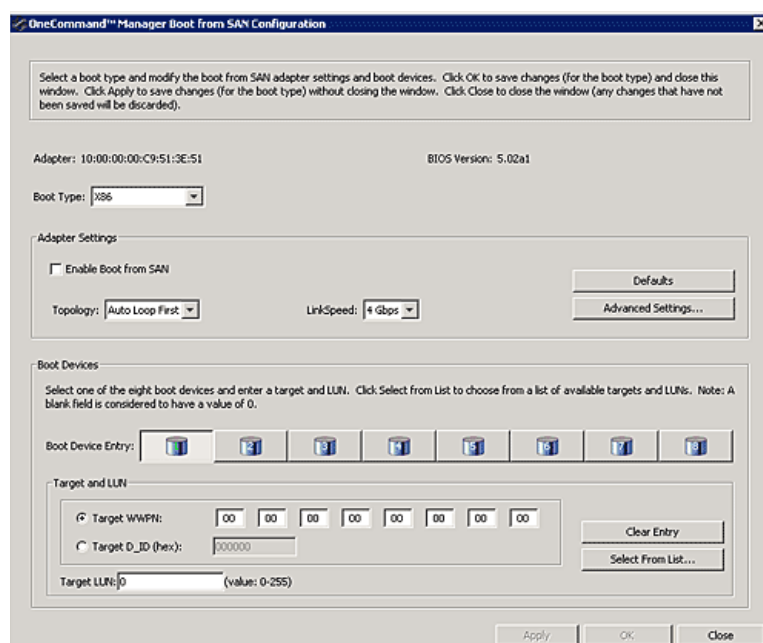 OneCommand™ Manager Boot from SAN Configuration
Select a boot type and modify the boot from SAN adapter settings and boot devices. Click OK to save changes (for the boot type) and close this
window. Click Apply to save changes (for the boot type) without closing the window. Click Close to close the window (any changes that have not
been saved will be discarded).
Adapter: 10:00:00:00:C9:51:3E:51 BIOS Version: 5.02a1
Boot Type: X86
Adapter Settings
Enable Boot from SAN
Defaults
Topology: Auto Loop First LinkSpeed: 4 Gbps Advanced Settings...
Boot Devices
Select one of the eight boot devices and enter a target and LUN. Click Select from List to choose from a list of available targets and LUNs. Note: A
blank field is considered to have a value of 0.
Boot Device Entry: 2 3 4 5 6 7
Target and LUN
Target WWPN: 00 00 00 00 00 00 00 00
Clear Entry
Target D_ID (hex): 000000
Select From List...
Target LUN: 0 (value: 0-255)
Apply OK Close